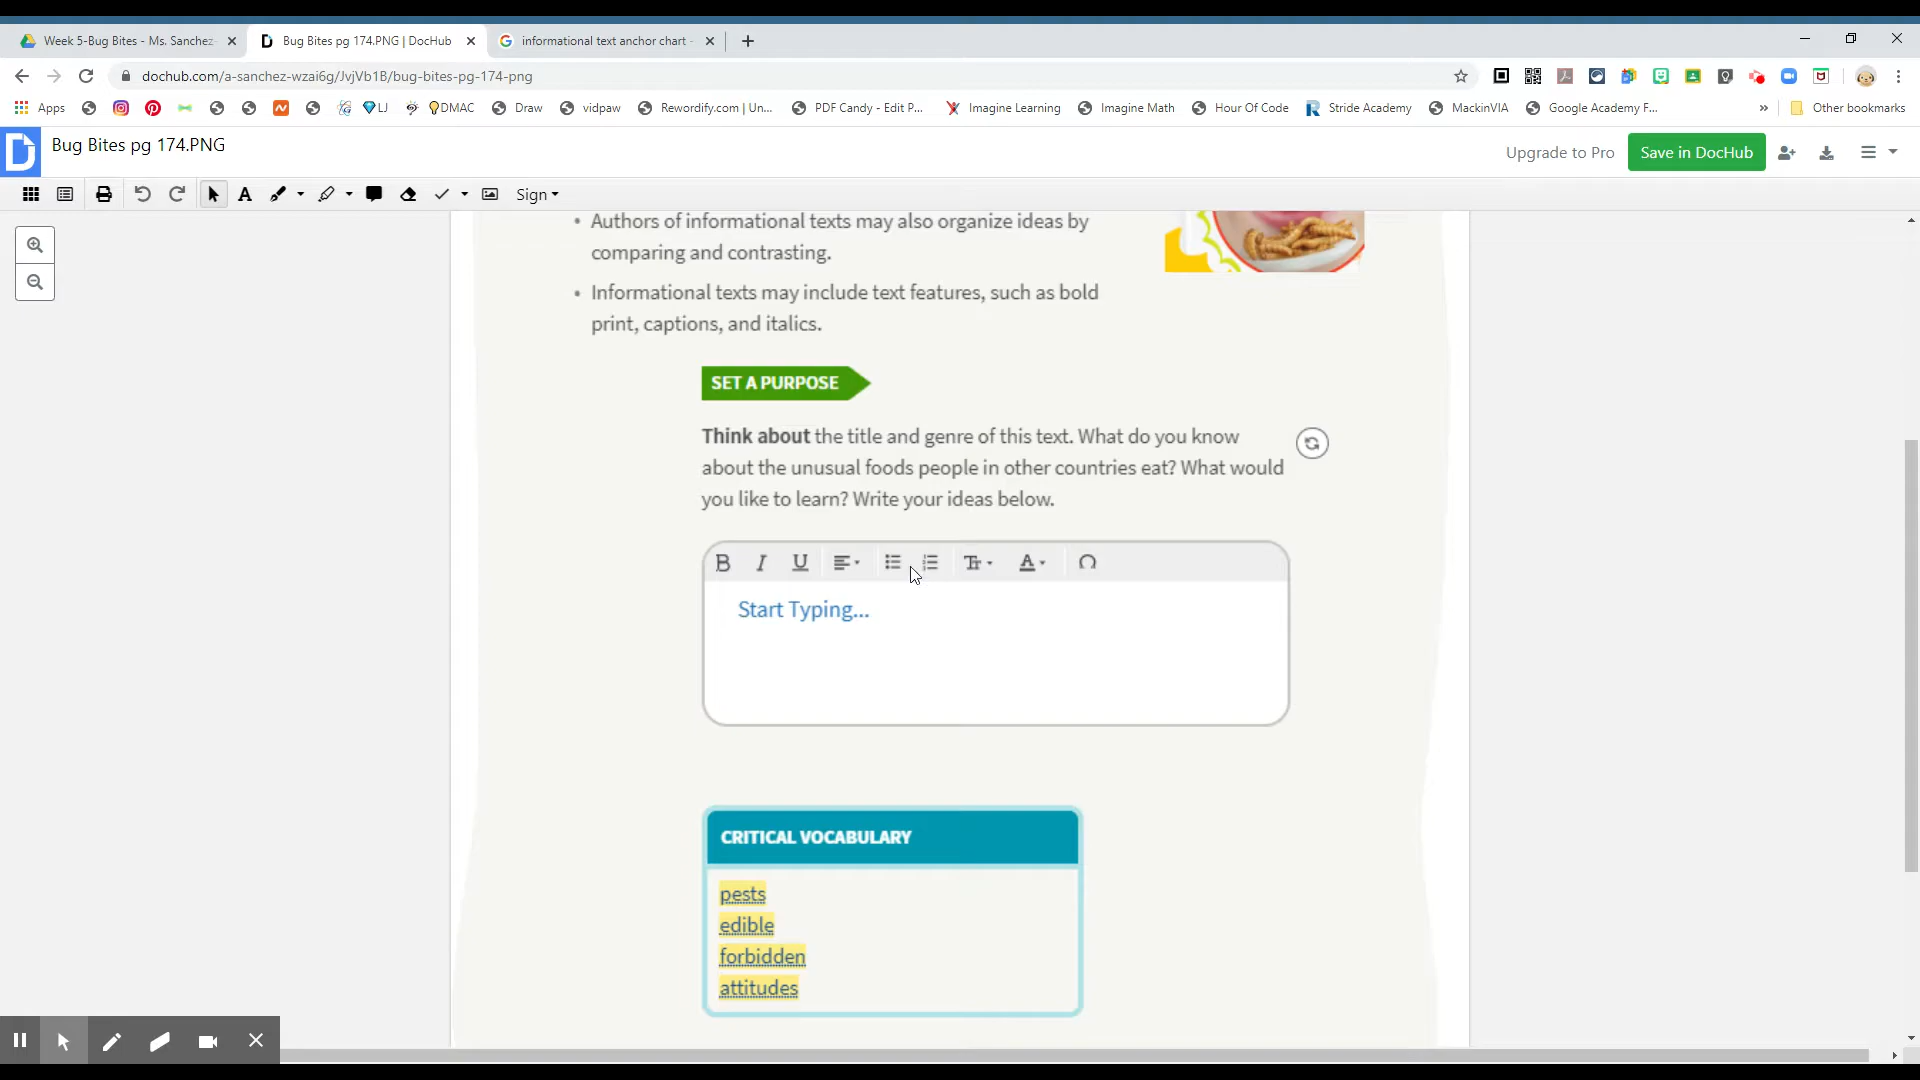 Week 5-Bug Bites - Ms. Sanchez-
Bug Bites pg 174.PNG | DocHub
informational text anchor chart -
dochub.com/a-sanchez-wzai6g/JvjVb1B/bug-bites-pg-174-png
Apps
LJ
DMAC
Draw
vidpaw
Rewordify.com | Un...
PDF Candy - Edit P...
Imagine Learning
Imagine Math
Hour Of Code
Stride Academy
MackinVIA
Google Academy F...
Other bookmarks
Bug Bites pg 174.PNG
Upgrade to Pro
Save in DocHub
Sign
• Authors of informational texts may also organize ideas by
comparing and contrasting.
• Informational texts may include text features, such as bold
print, captions, and italics.
SET A PURPOSE
Think about the title and genre of this text. What do you know
about the unusual foods people in other countries eat? What would
you like to learn? Write your ideas below.
Start Typing...
CRITICAL VOCABULARY
pests
edible
forbidden
attitudes